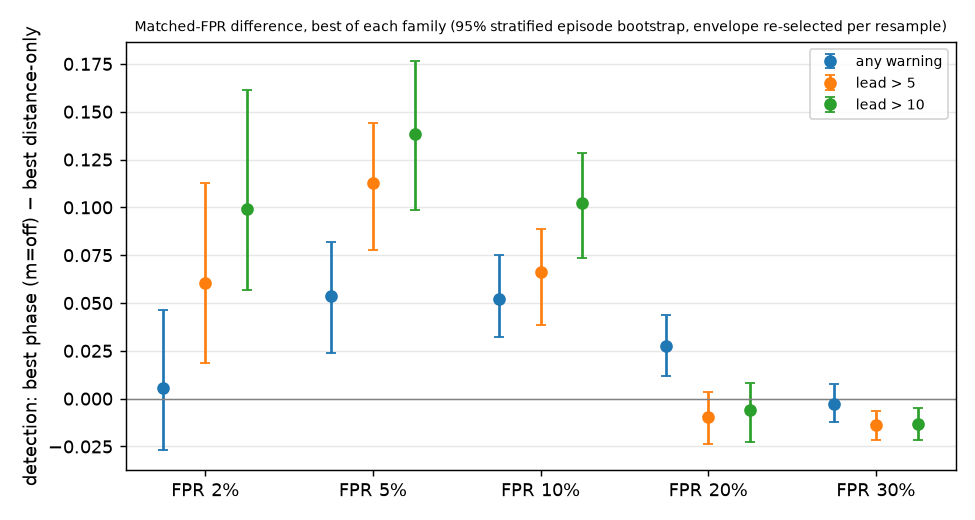 Matched-FPR difference, best of each family (95% stratified episode bootstrap, envelope re-selected per resample)
detection: best phase (m=off) − best distance-only
0.175
0.150
0.125
0.100
0.075
0.050
0.025
0.000
−0.025
any warning
lead > 5
lead > 10
FPR 2%
FPR 5%
FPR 10%
FPR 20%
FPR 30%